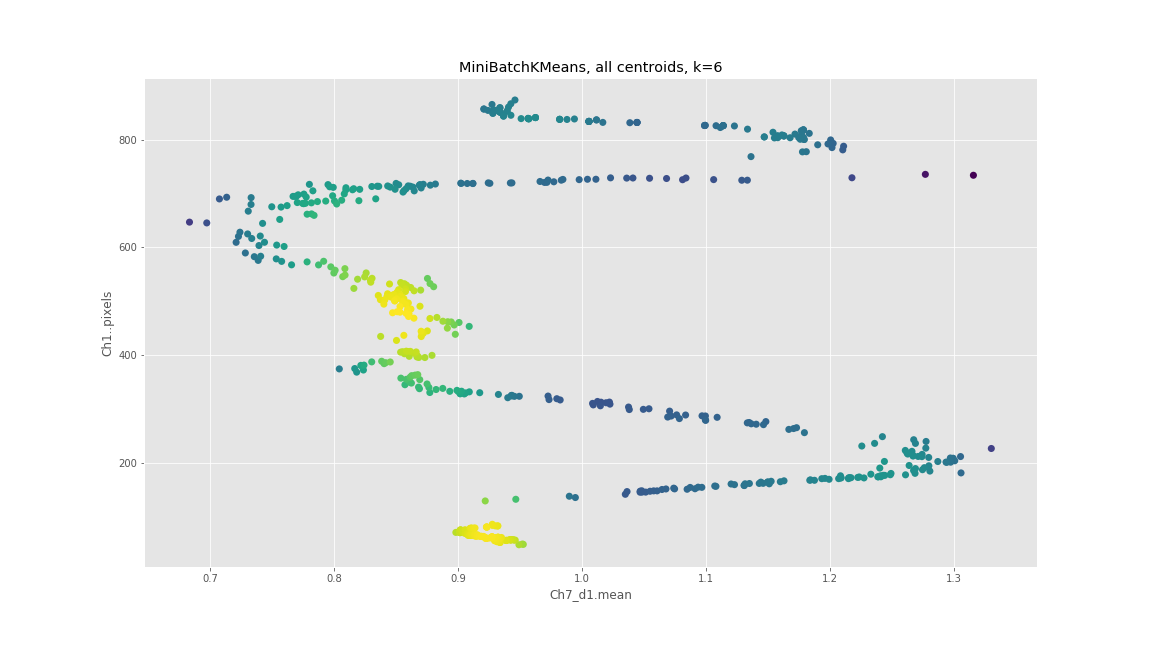 MiniBatchKMeans, all centroids, k=6
800
600
400
200
Ch1..pixels
0.7 0.8 0.9 1.0 1.1 1.2 1.3
Ch7_d1.mean